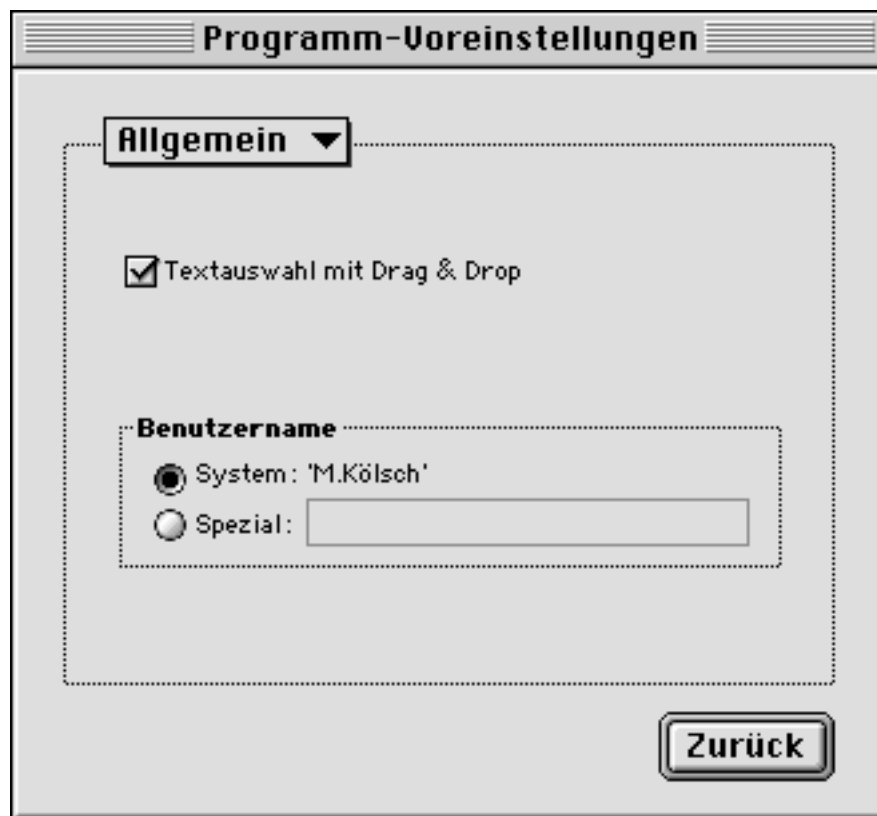 Programm-Voreinstellungen
Allgemein
Textauswahl mit Drag & Drop
Benutzername
System: 'M.Kölsch'
Spezial:
Zurück